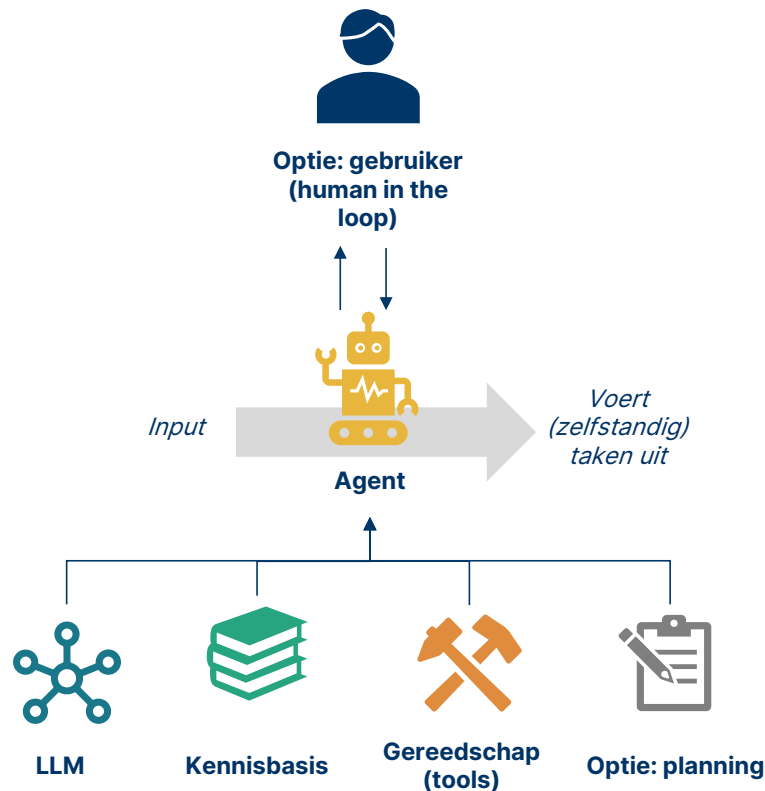 Optie: gebruiker
(human in the
loop)
Input
Voert
(zelfstandig)
taken uit
Agent
LLM
Kennisbasis
Gereedschap
(tools)
Optie: planning